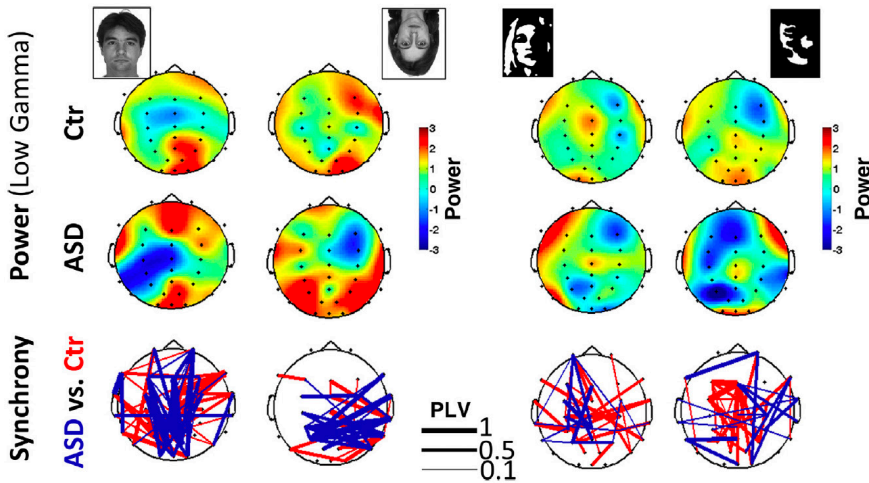 Power (Low Gamma)
Ctr
3
2
1
0
-1
-2
-3
Power
3
2
1
0
-1
-2
-3
Power
ASD
Synchrony
ASD vs. Ctr
PLV
1
0.5
0.1